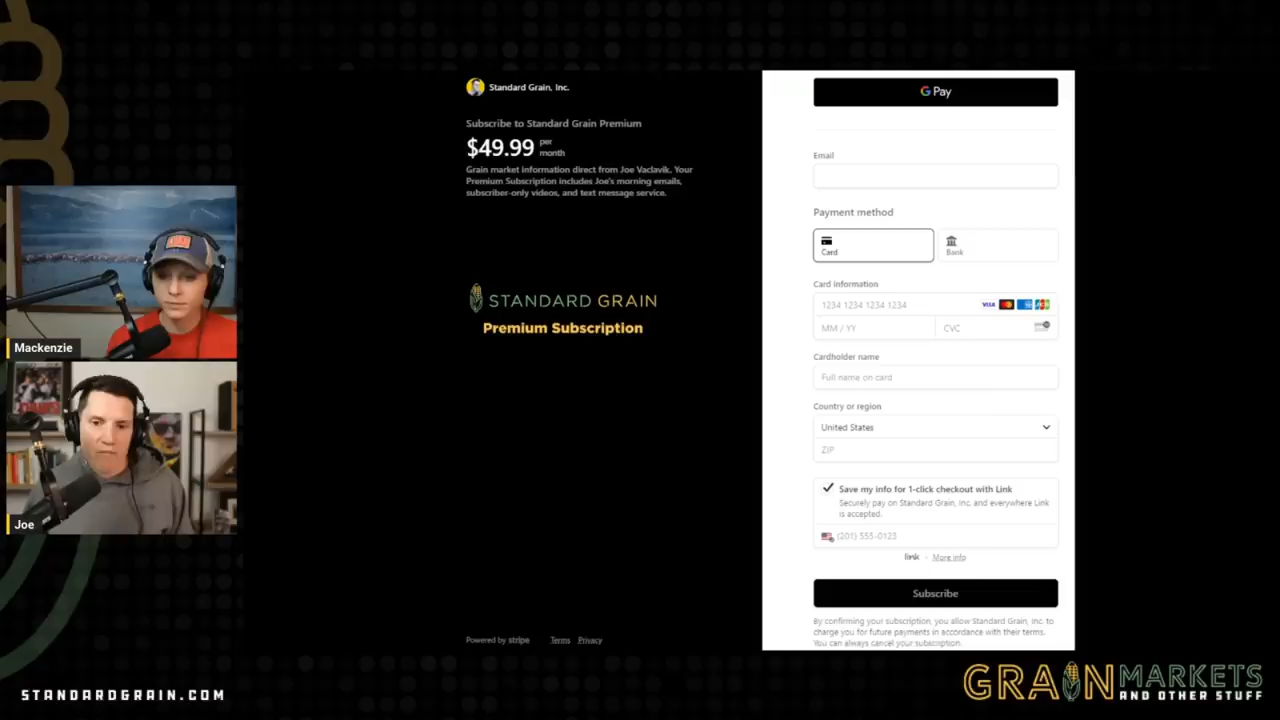 Standard Grain, Inc.
Subscribe to Standard Grain Premium
$49.99 per month
Grain market information direct from Joe Vaclavik. Your
Premium Subscription includes Joe's morning emails,
subscriber-only videos, and text message service.
STANDARD GRAIN
Premium Subscription
Powered by stripe
Terms Privacy
G Pay
Email
Payment method
Card
Bank
Card information
1234 1234 1234 1234
VISA
MM / YY
CVC
Cardholder name
Full name on card
Country or region
United States
ZIP
Save my info for 1-click checkout with Link
Securely pay on Standard Grain, Inc. and everywhere Link
is accepted.
(201) 555-0123
link · More info
Subscribe
By confirming your subscription, you allow Standard Grain, Inc. to
charge you for future payments in accordance with their terms.
You can always cancel your subscription.
Mackenzie
Joe
STANDARDGRAIN.COM
GRAIN MARKETS
AND OTHER STUFF